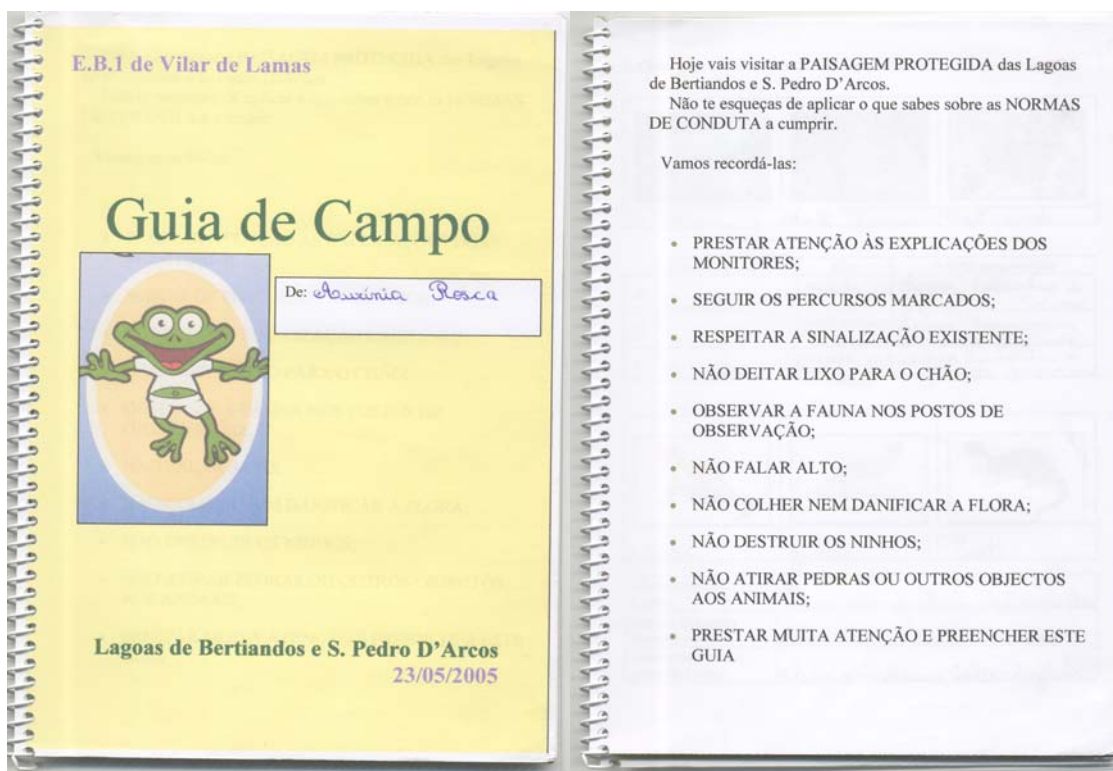 E.B.1 de Vilar de Lamas
Guia de Campo
De: Auxínia Rosca
Lagoas de Bertiandos e S. Pedro D'Arcos
23/05/2005
Hoje vais visitar a PAISAGEM PROTEGIDA das Lagoas
de Bertiandos e S. Pedro D'Arcos.
Não te esqueças de aplicar o que sabes sobre as NORMAS
DE CONDUTA a cumprir.
Vamos recordá-las:
• PRESTAR ATENÇÃO ÀS EXPLICAÇÕES DOS
MONITORES;
• SEGUIR OS PERCURSOS MARCADOS;
• RESPEITAR A SINALIZAÇÃO EXISTENTE;
• NÃO DEITAR LIXO PARA O CHÃO;
• OBSERVAR A FAUNA NOS POSTOS DE
OBSERVAÇÃO;
• NÃO FALAR ALTO;
• NÃO COLHER NEM DANIFICAR A FLORA;
• NÃO DESTRUIR OS NINHOS;
• NÃO ATIRAR PEDRAS OU OUTROS OBJECTOS
AOS ANIMAIS;
• PRESTAR MUITA ATENÇÃO E PREENCHER ESTE
GUIA